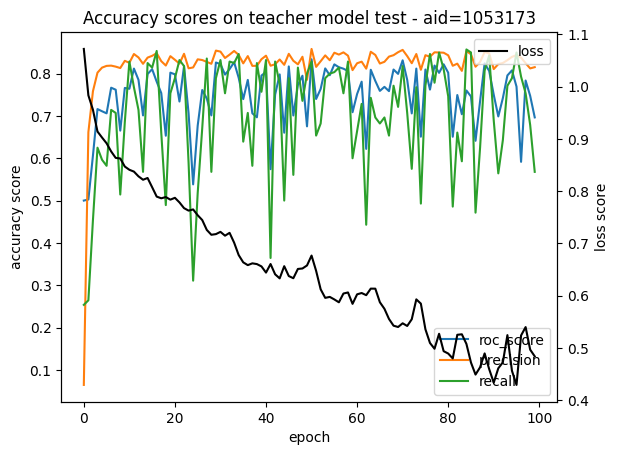 Accuracy scores on teacher model test - aid=1053173
loss
accuracy score
0.8
0.7
0.6
0.5
0.4
0.3
0.2
0.1
1.1
1.0
0.9
0.8
0.7
0.6
0.5
0.4
loss score
roc_score
precision
recall
0
20
40
60
80
100
epoch